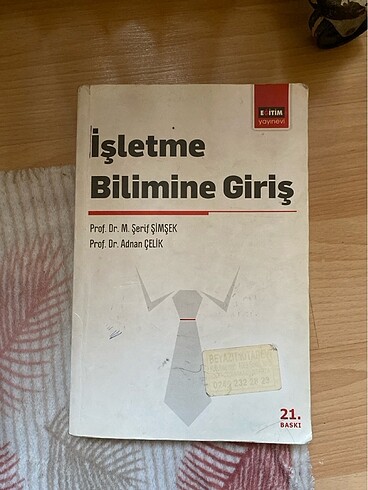 EĞİTİM
yayınevi
İşletme
Bilimine Giriş
Prof. Dr. M. Şerif ŞİMŞEK
Prof. Dr. Adnan ÇELİK
21.
BASKI